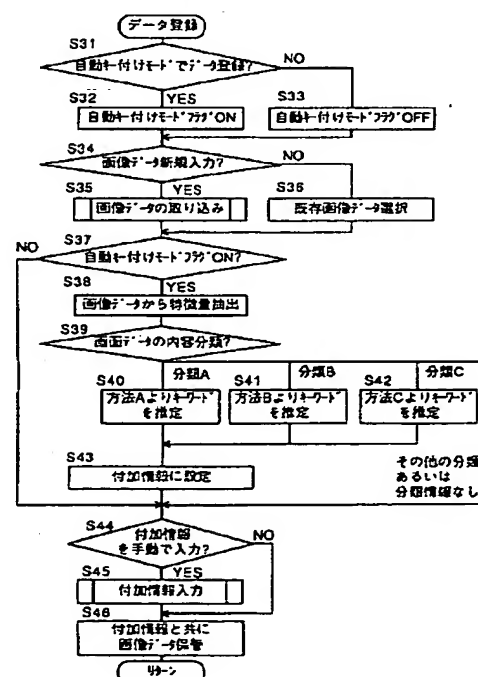 データ登録
S31
自動キー付けモードでデータ登録?
NO
S32
YES
S33
自動キー付けモードフラグON
自動キー付けモードフラグOFF
S34
画像データ新規入力?
NO
S35
YES
S36
画像データの取り込み
既存画像データ選択
NO
S37
自動キー付けモードフラグON?
S38
YES
画像データから特徴量抽出
S39
画面データの内容分類?
分類A
分類B
分類C
S40
S41
S42
方法Aよりキーワード
を推定
方法Bよりキーワード
を推定
方法Cよりキーワード
を推定
S43
付加情報に設定
その他の分類
あるいは
分類情報なし
S44
付加情報
を手動で入力?
NO
S45
YES
付加情報入力
S46
付加情報と共に
画像データ保管
リターン